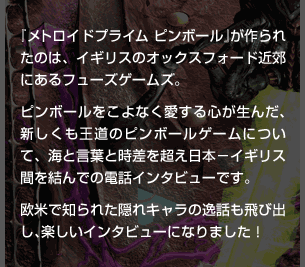 『メトロイドプライム ピンボール』が作られ
たのは、イギリスのオックスフォード近郊
にあるフューズゲームズ。
ピンボールをこよなく愛する心が生んだ、
新しくも王道のピンボールゲームについ
て、海と言葉と時差を超え日本－イギリス
間を結んでの電話インタビューです。
欧米で知られた隠れキャラの逸話も飛び出
し、楽しいインタビューになりました！